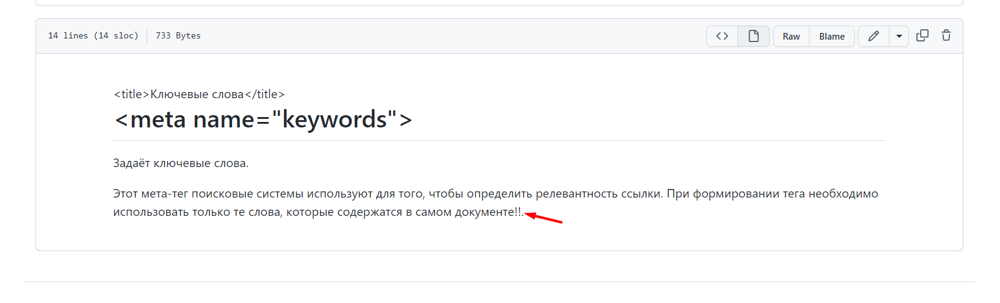 14 lines (14 sloc) 733 Bytes Raw Blame
<title>Ключевые слова</title>
<meta name="keywords">
Задаёт ключевые слова.
Этот мета-тег поисковые системы используют для того, чтобы определить релевантность ссылки. При формировании тега необходимо
использовать только те слова, которые содержатся в самом документе!!.